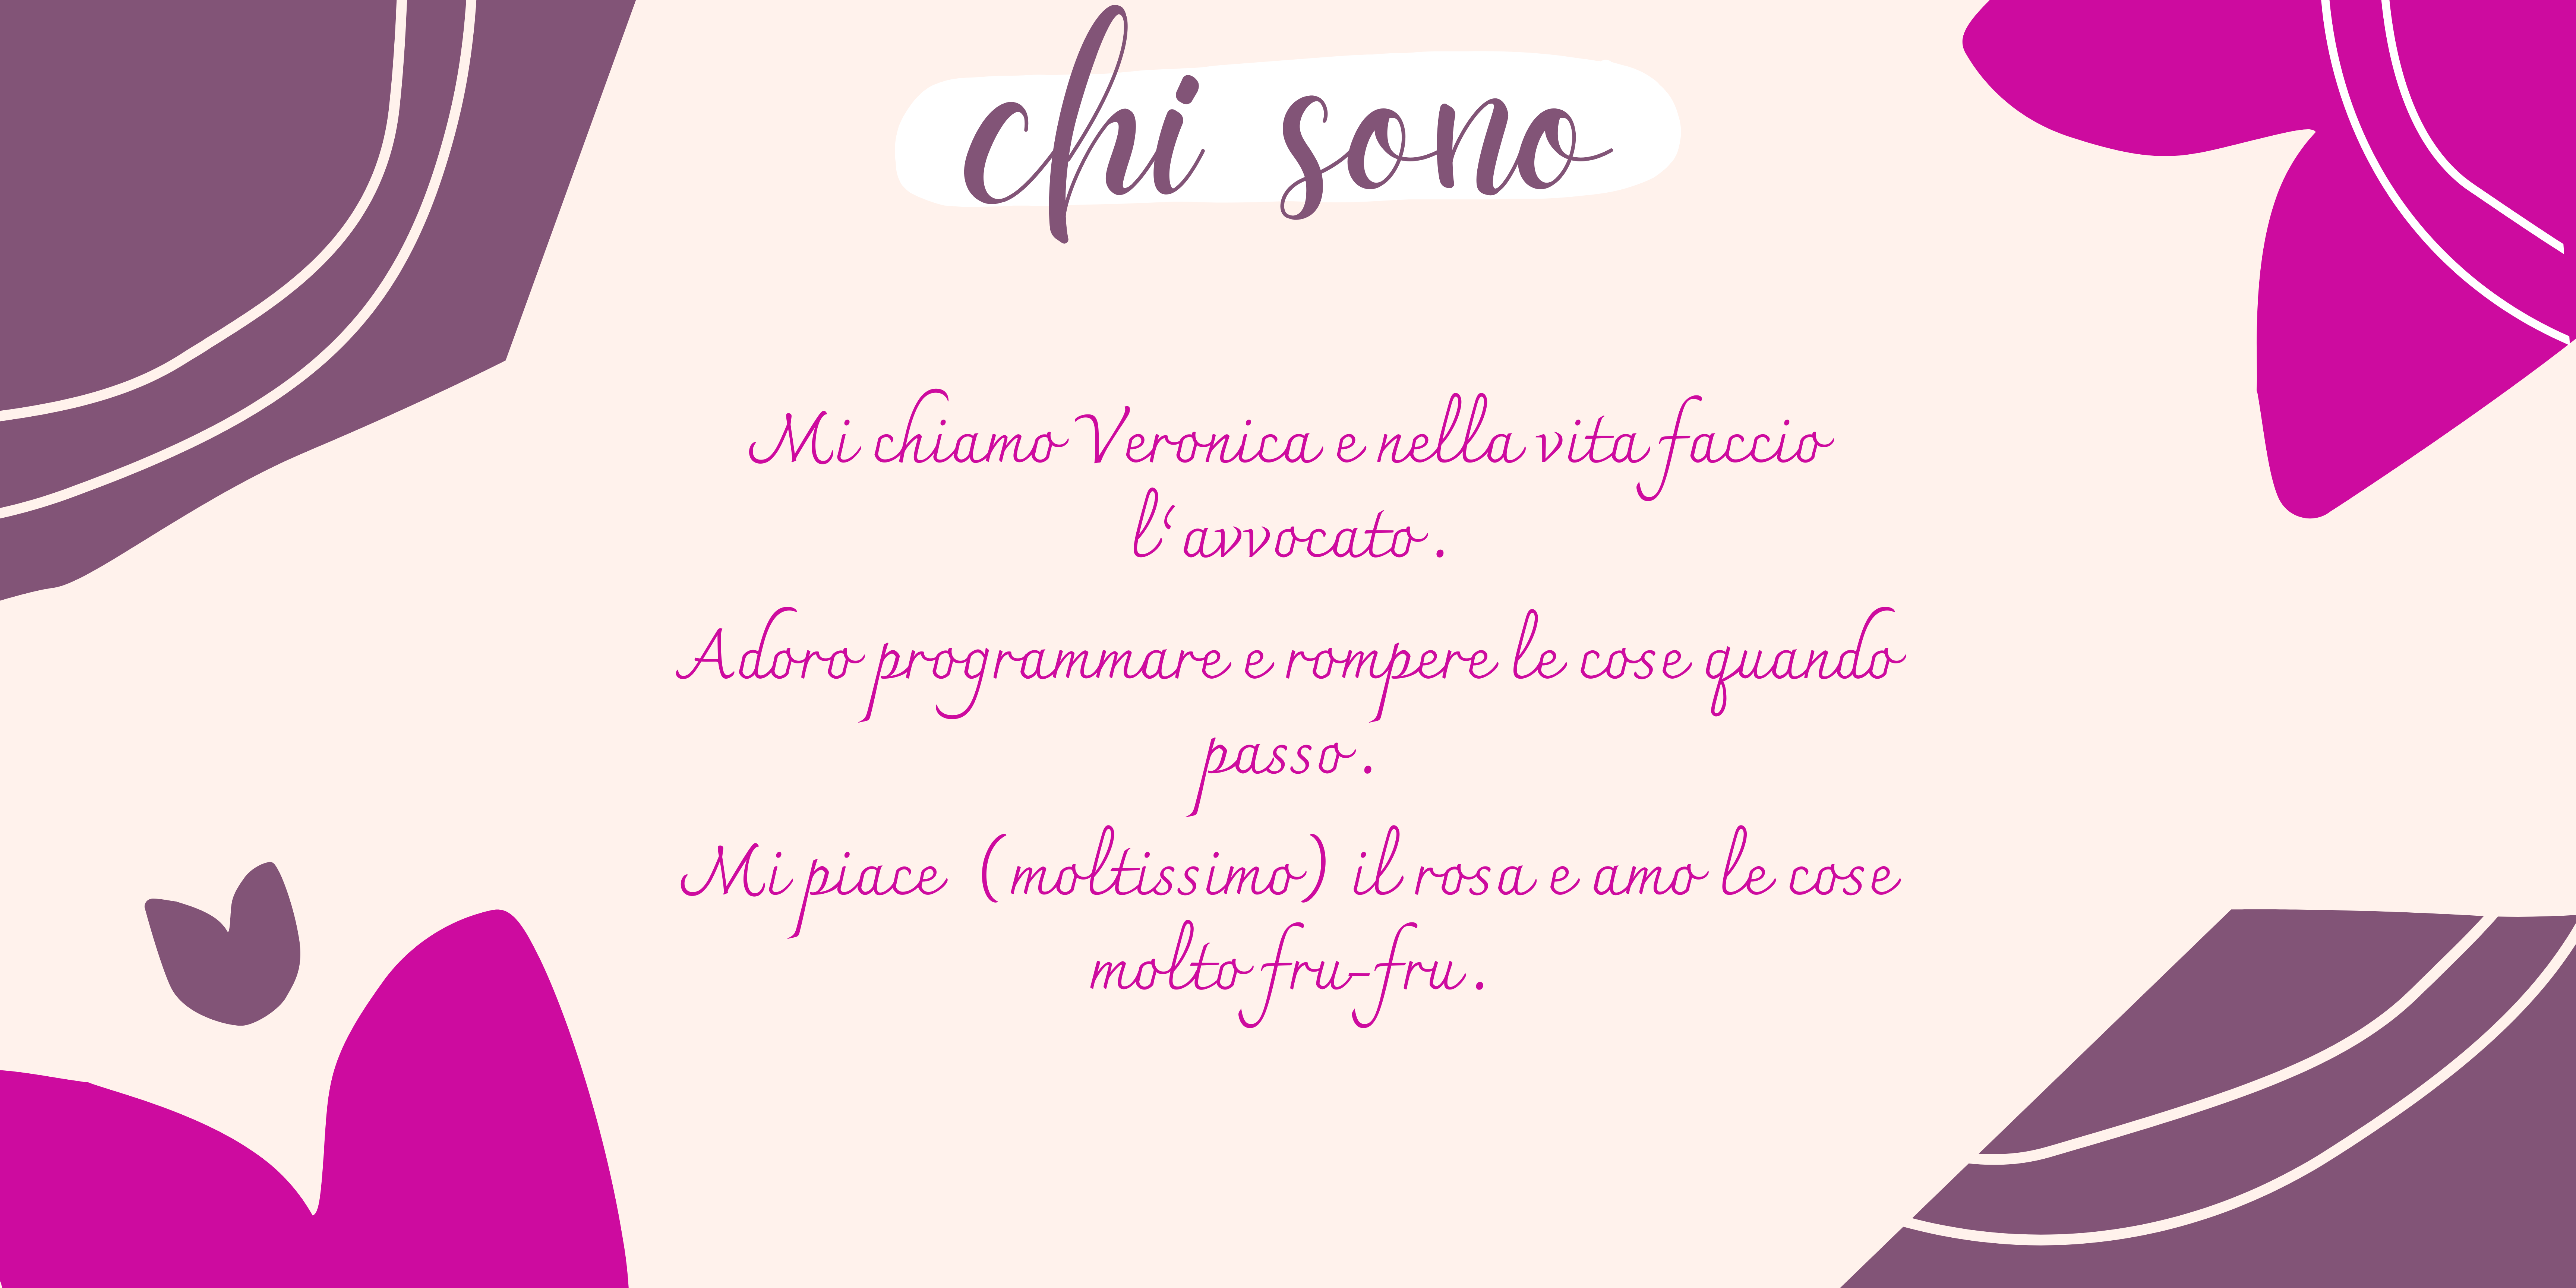 chi sono
Mi chiamo Veronica e nella vita faccio
l'avvocato.
Adoro programmare e rompere le cose quando
passo.
Mi piace (moltissimo) il rosa e amo le cose
molto fru-fru.